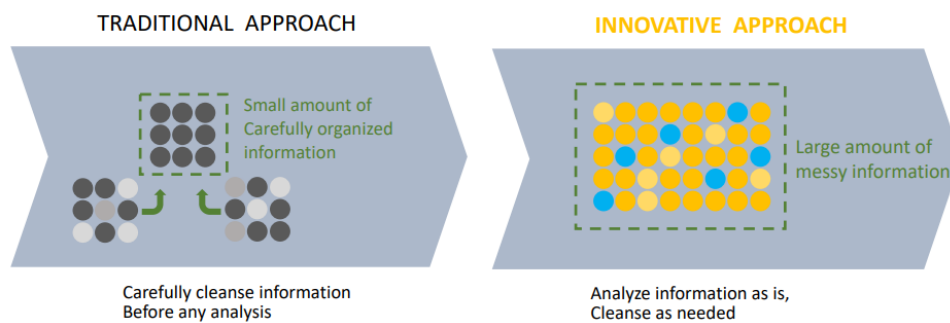 TRADITIONAL APPROACH
Small amount of
Carefully organized
information
Carefully cleanse information
Before any analysis
INNOVATIVE APPROACH
Large amount of
messy information
Analyze information as is,
Cleanse as needed